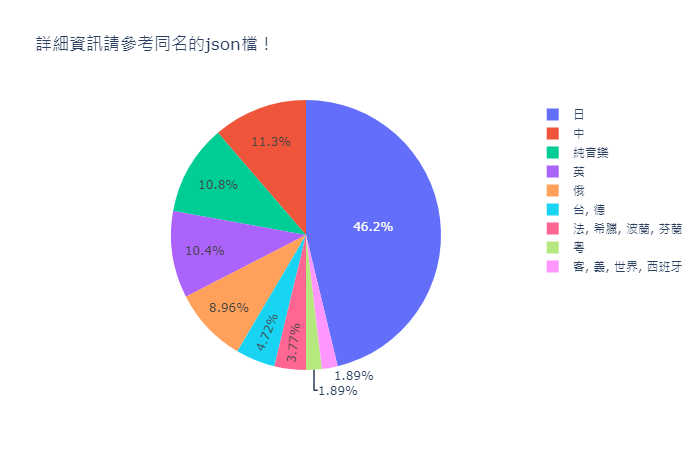 詳細資訊請參考同名的json檔！
46.2%
11.3%
10.8%
10.4%
8.96%
4.72%
3.77%
1.89%
1.89%
日
中
純音樂
英
俄
台, 德
法, 希臘, 波蘭, 芬蘭
粵
客, 義, 世界, 西班牙